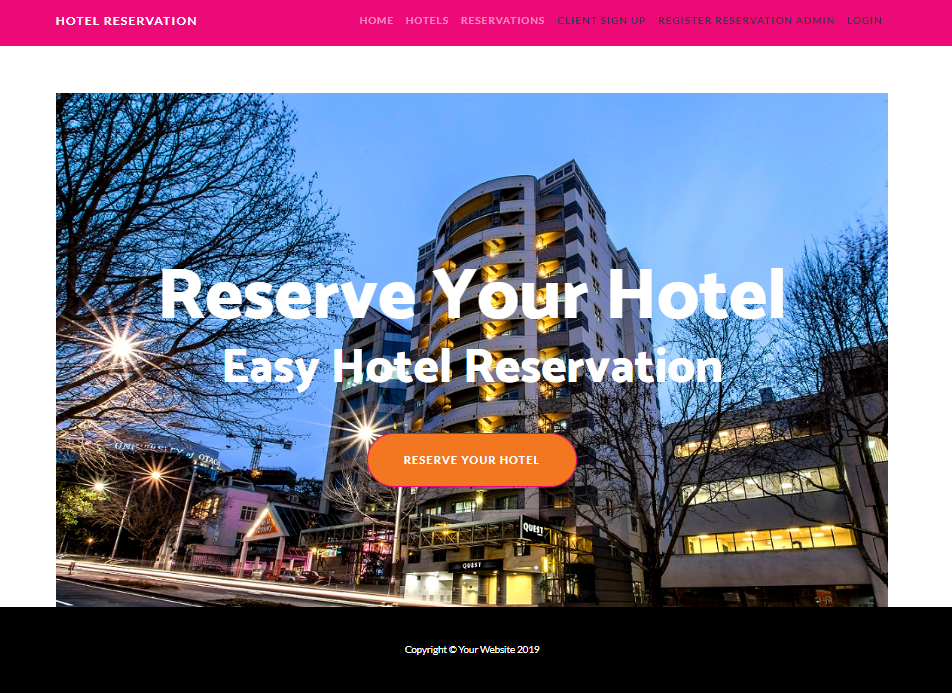 HOTEL RESERVATION
HOME HOTELS RESERVATIONS CLIENT SIGN UP REGISTER RESERVATION ADMIN LOGIN
Reserve Your Hotel
Easy Hotel Reservation
UNIVERSITY of OTAGO
RESERVE YOUR HOTEL
QUEST
QUEST
Copyright © Your Website 2019